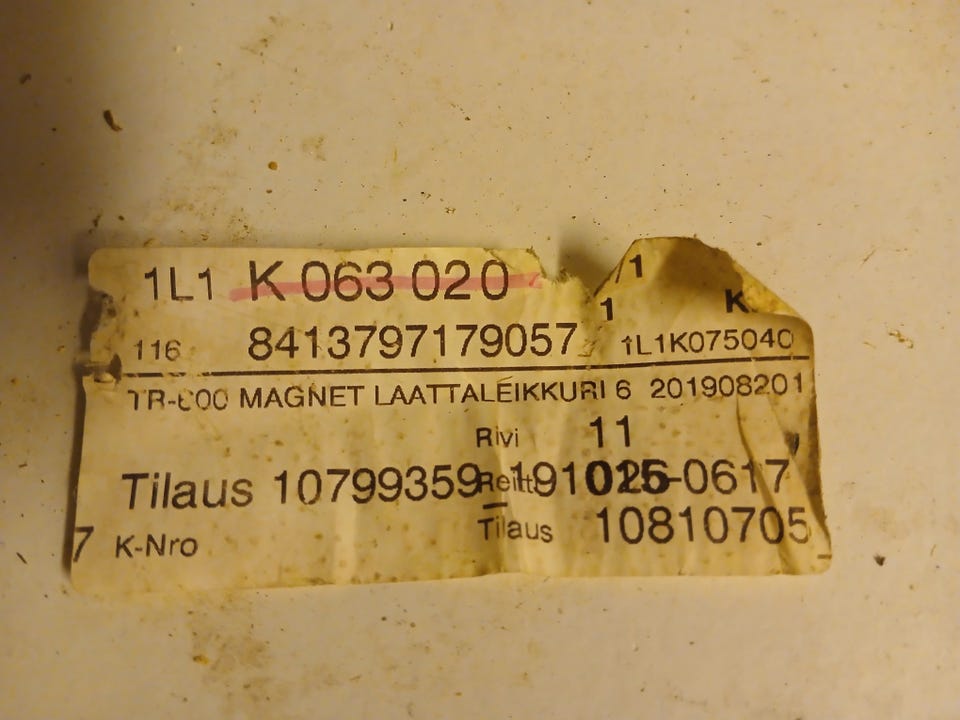 1L1 K 063 020 /1
1 K
116 8413797179057 1L1K075040
TR-600 MAGNET LAATTALEIKKURI 6 201908201
Rivi 11
Tilaus 10799359 Reitti -0617
Tilaus 10810705
7 K-Nro